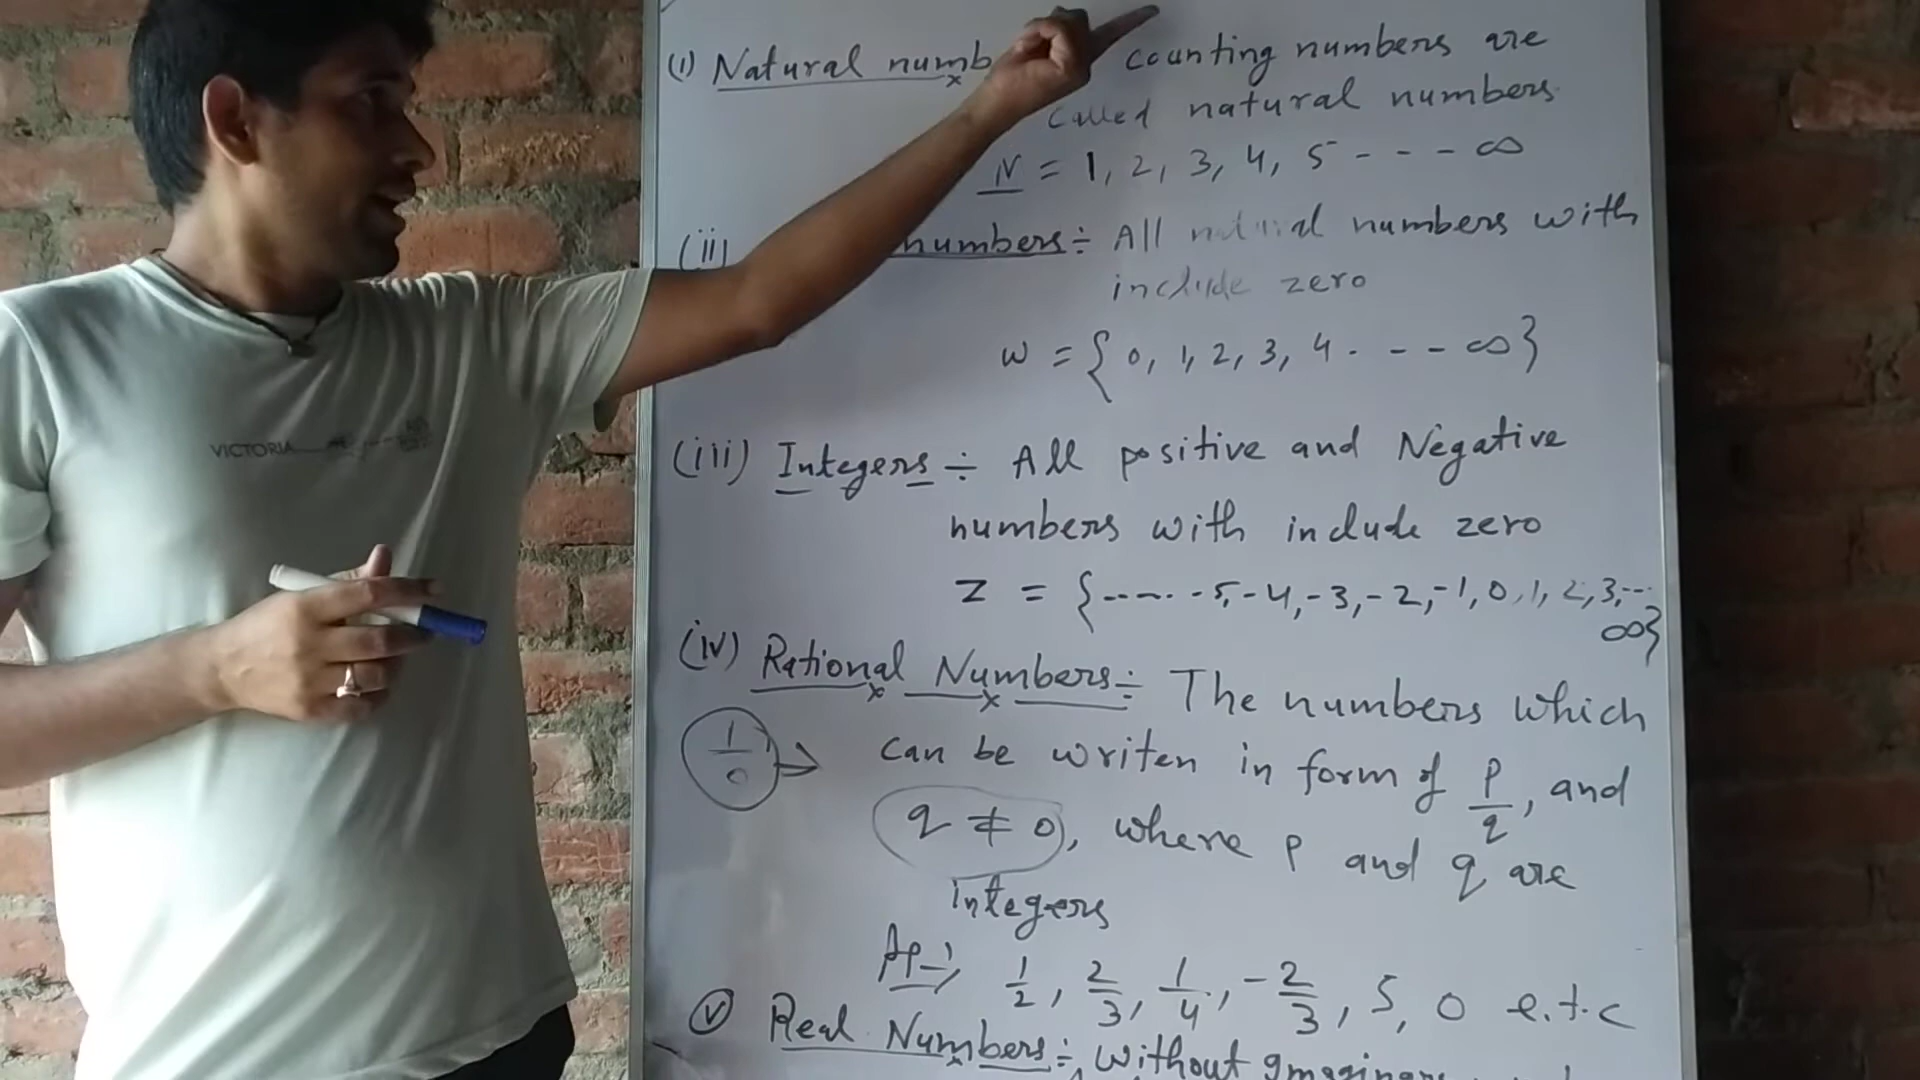 (i) Natural numb counting numbers are
called natural numbers
N = 1, 2, 3, 4, 5 - - - - ∞
(ii) numbers ÷ All natural numbers with
include zero
W = { 0, 1, 2, 3, 4 - - - ∞ }
(iii) Integers ÷ All positive and Negative
numbers with include zero
Z = { ------ -5, -4, -3, -2, -1, 0, 1, 2, 3, ---
∞ }
(iv) Rational Numbers ÷ The numbers which
1/0 → can be writen in form of p/q, and
q ≠ 0, where p and q are
integers
1/2, 2/3, 1/4, -2/3, 5, 0 e.t.c
(v) Real Numbers ÷ Without
VICTORIA